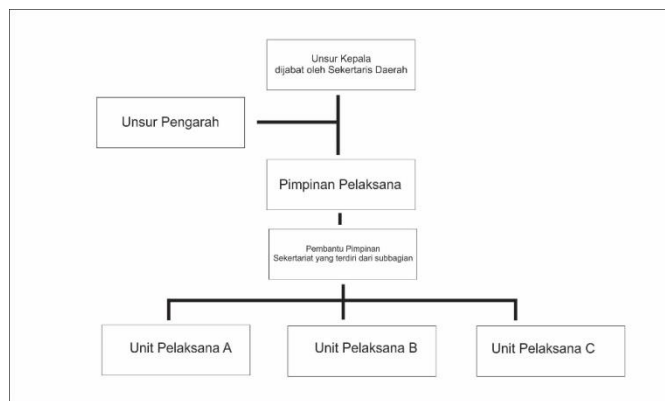 Unsur Kepala
dijabat oleh Sekertaris Daerah
Unsur Pengarah
Pimpinan Pelaksana
Pembantu Pimpinan
Sekertariat yang terdiri dari subbagian
Unit Pelaksana A
Unit Pelaksana B
Unit Pelaksana C